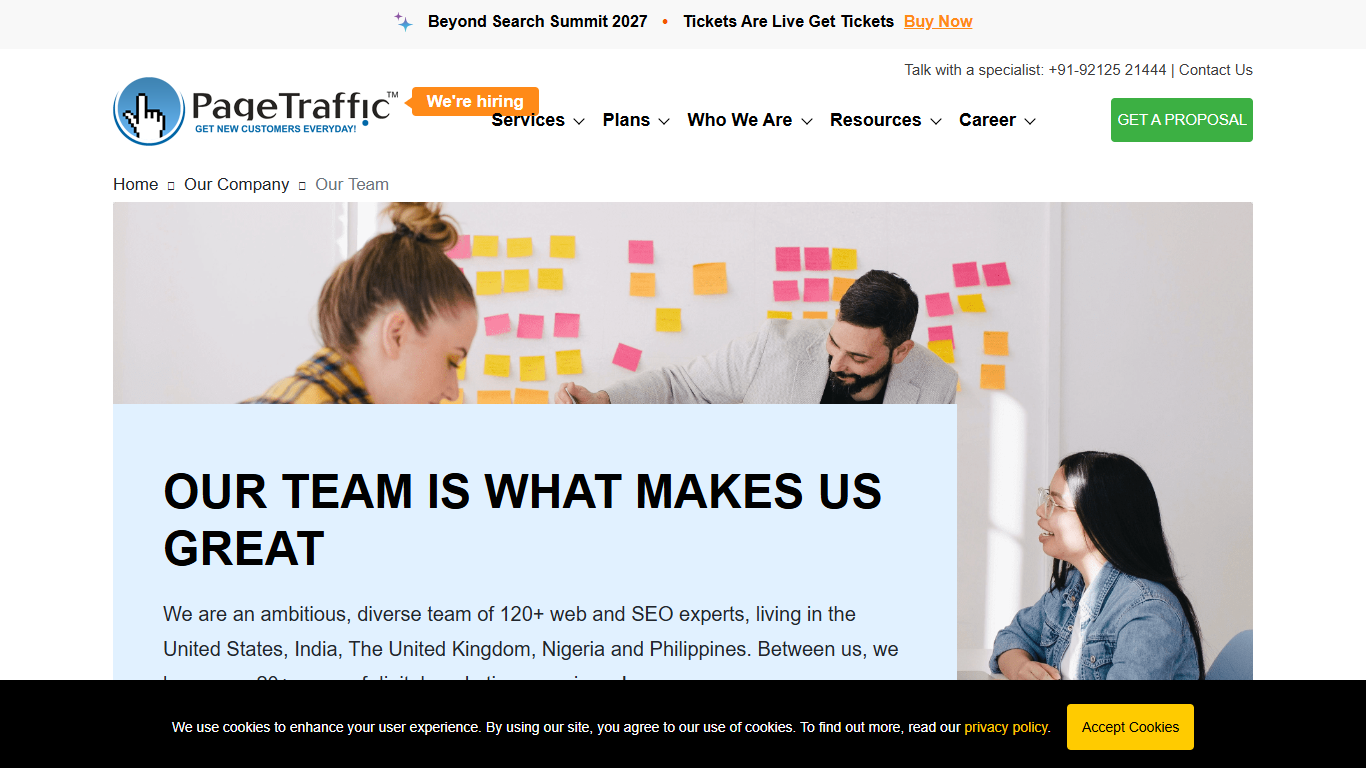 Beyond Search Summit 2027 • Tickets Are Live Get Tickets Buy Now
Talk with a specialist: +91-92125 21444 | Contact Us
PageTraffic™
GET NEW CUSTOMERS EVERYDAY!
We're hiring
Services Plans Who We Are Resources Career
GET A PROPOSAL
Home Our Company Our Team
OUR TEAM IS WHAT MAKES US
GREAT
We are an ambitious, diverse team of 120+ web and SEO experts, living in the
United States, India, The United Kingdom, Nigeria and Philippines. Between us, we
We use cookies to enhance your user experience. By using our site, you agree to our use of cookies. To find out more, read our privacy policy.
Accept Cookies